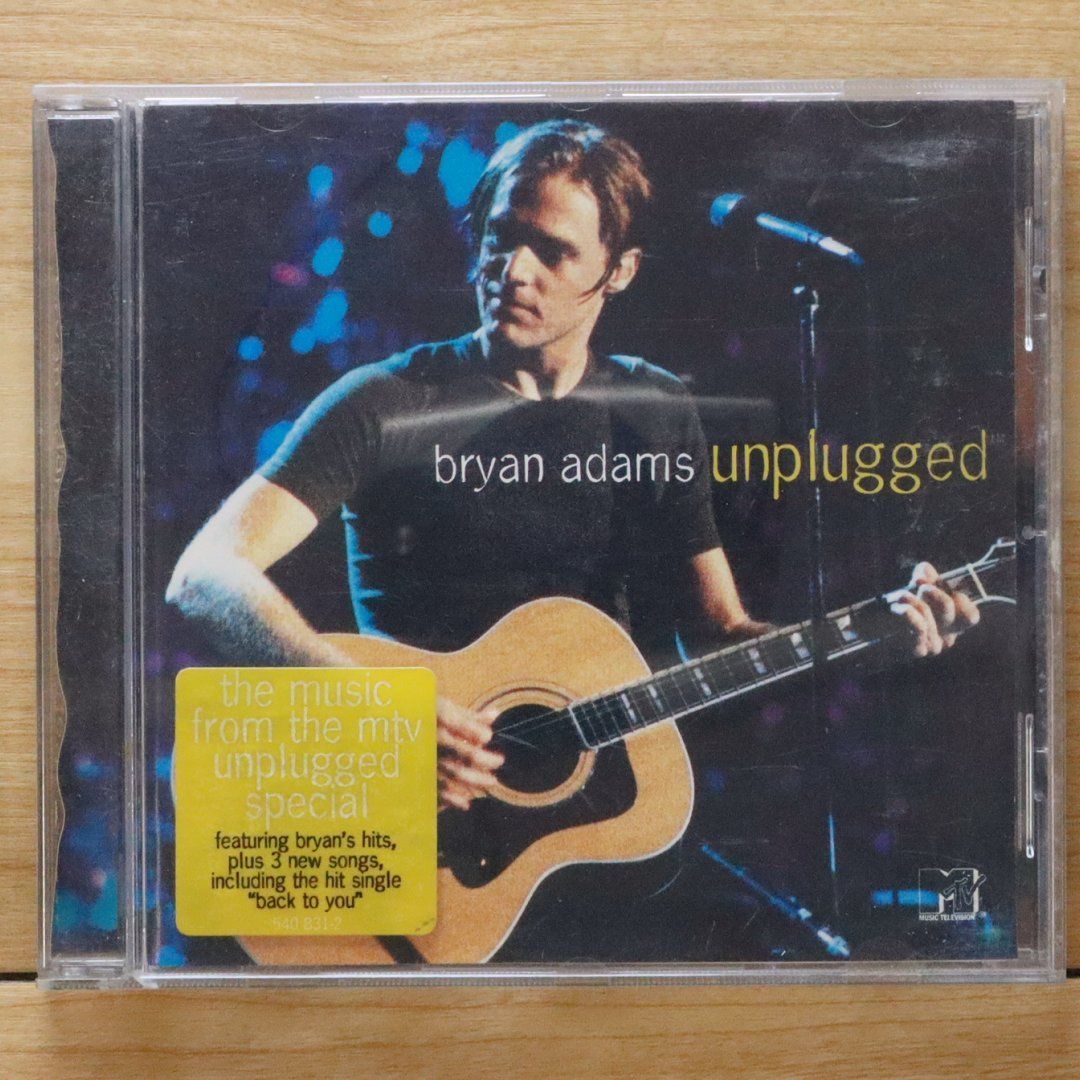 bryan adams unplugged™
the music
from the mtv
unplugged
special
featuring bryan's hits,
plus 3 new songs,
including the hit single
"back to you"
540 831-2
MTV
MUSIC TELEVISION